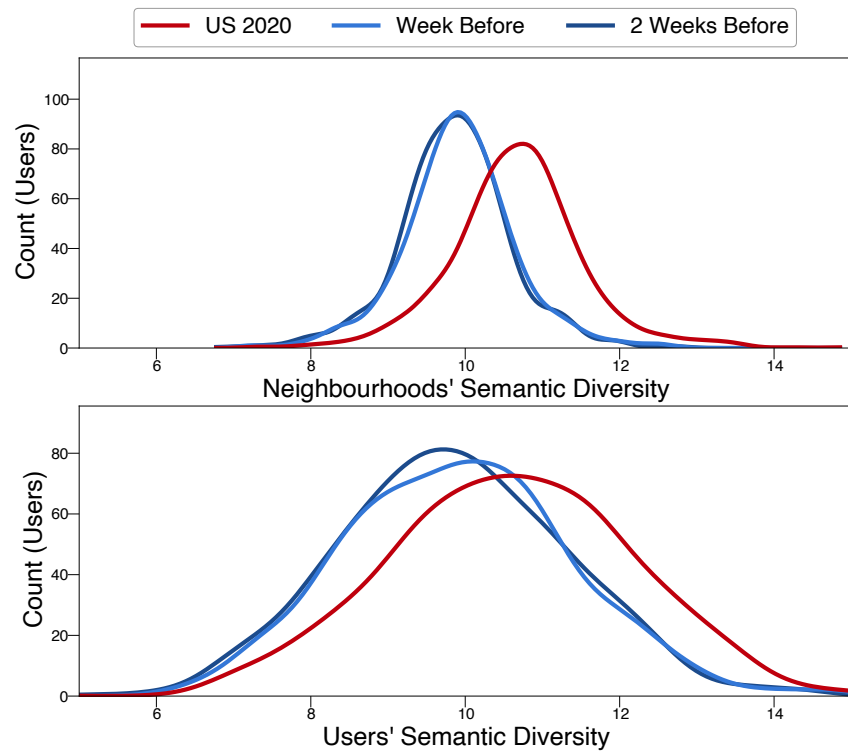 US 2020 Week Before 2 Weeks Before
Count (Users)
100
80
60
40
20
0
6 8 10 12 14
Neighbourhoods' Semantic Diversity
Count (Users)
80
60
40
20
0
6 8 10 12 14
Users' Semantic Diversity